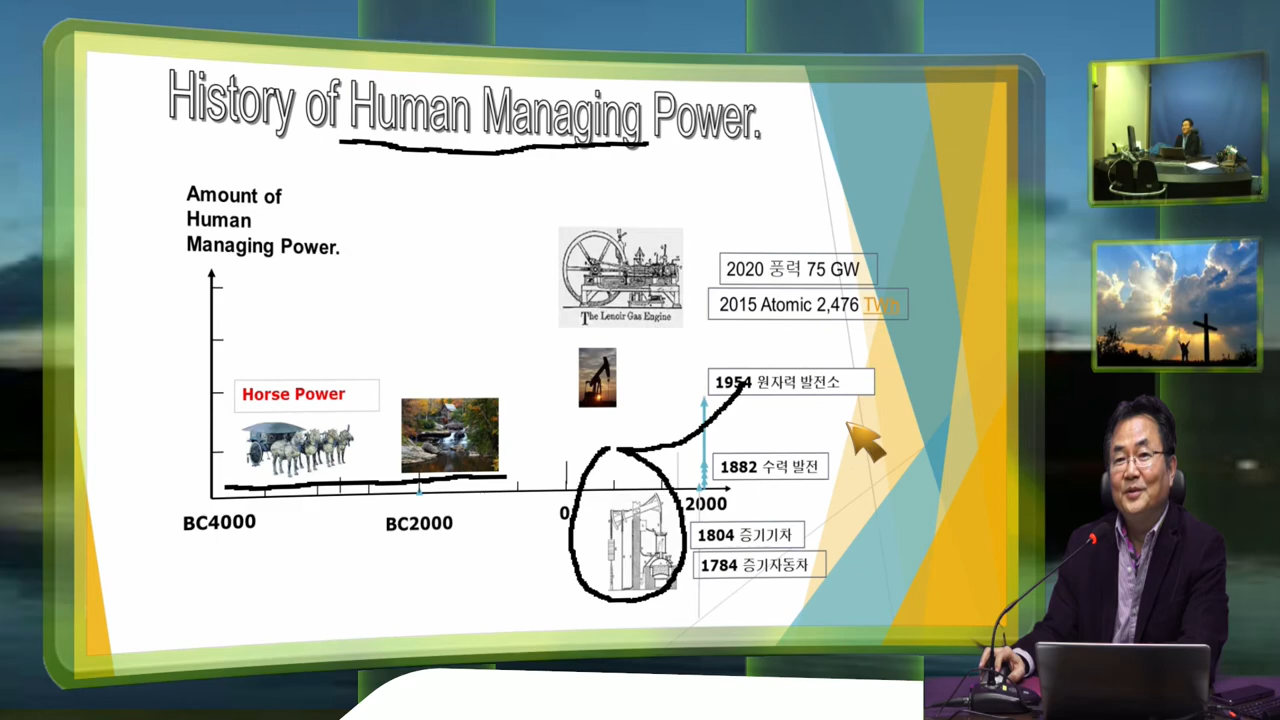 History of Human Managing Power.
Amount of
Human
Managing Power.
The Lenoir Gas Engine
2020 풍력 75 GW
2015 Atomic 2,476 TWh
Horse Power
1954 원자력 발전소
1882 수력 발전
BC4000
BC2000
0
2000
1804 증기기차
1784 증기자동차